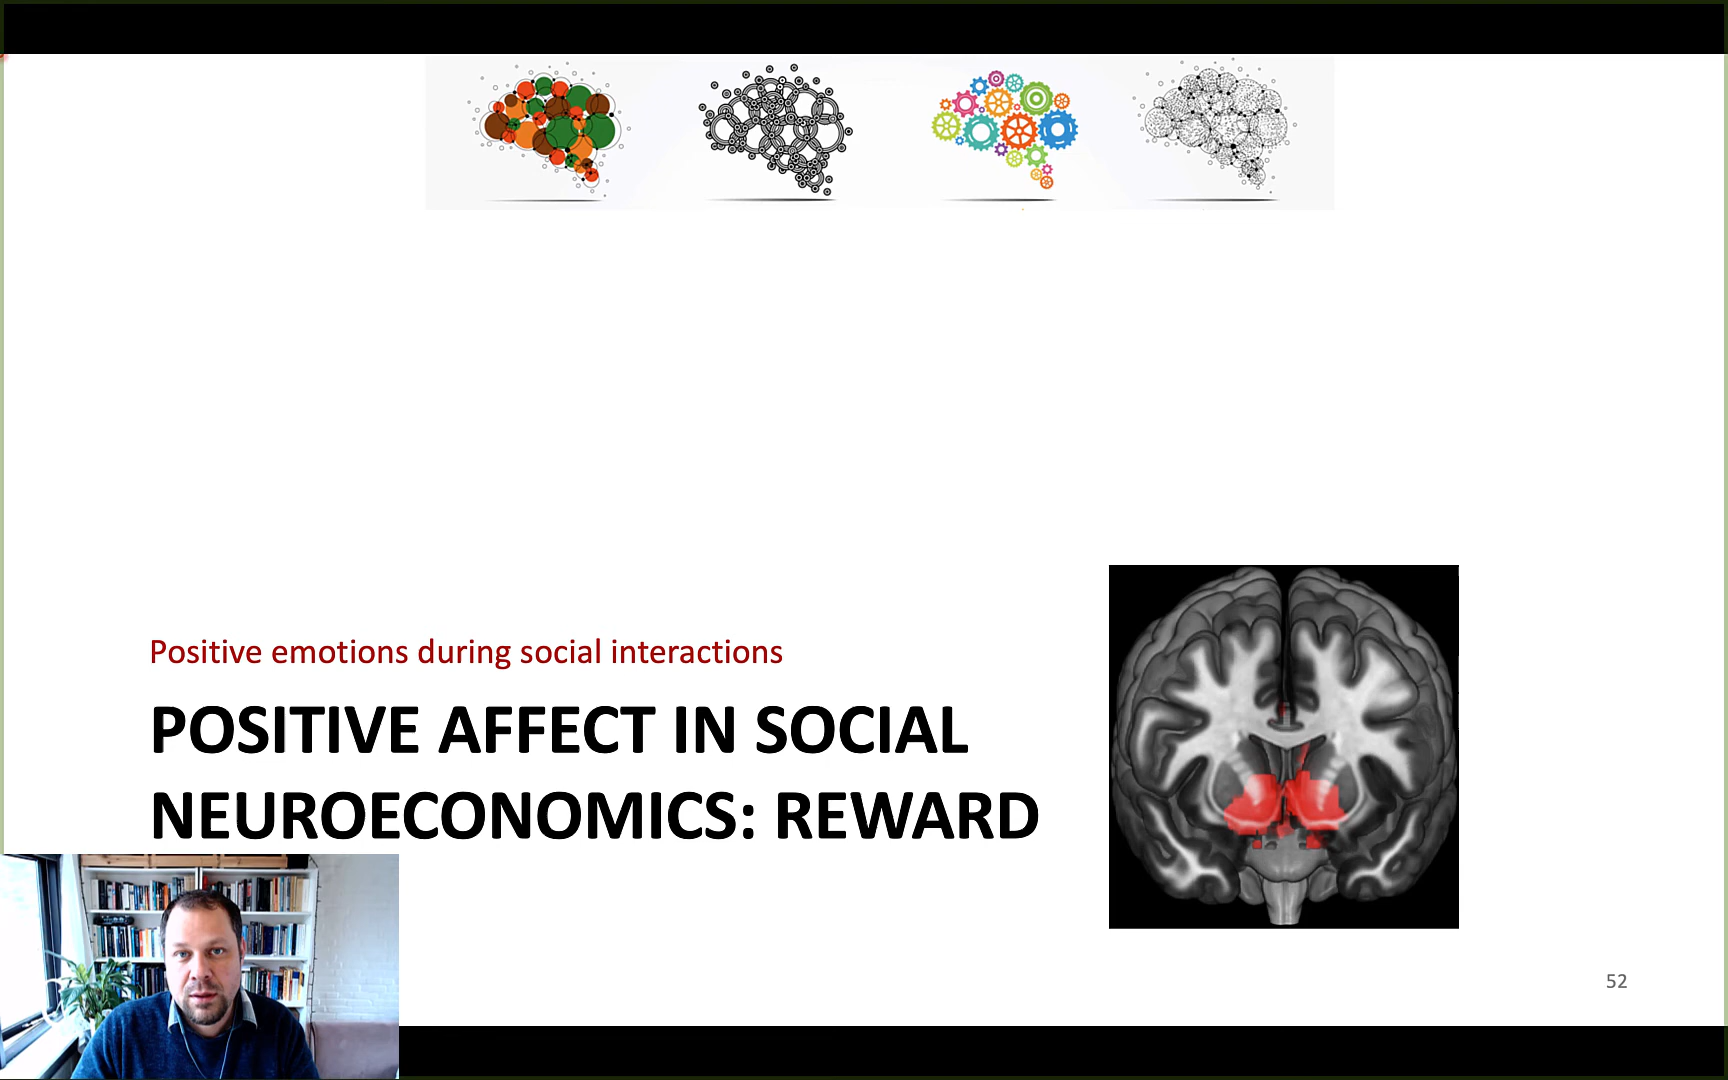 Positive emotions during social interactions
POSITIVE AFFECT IN SOCIAL
NEUROECONOMICS: REWARD
52